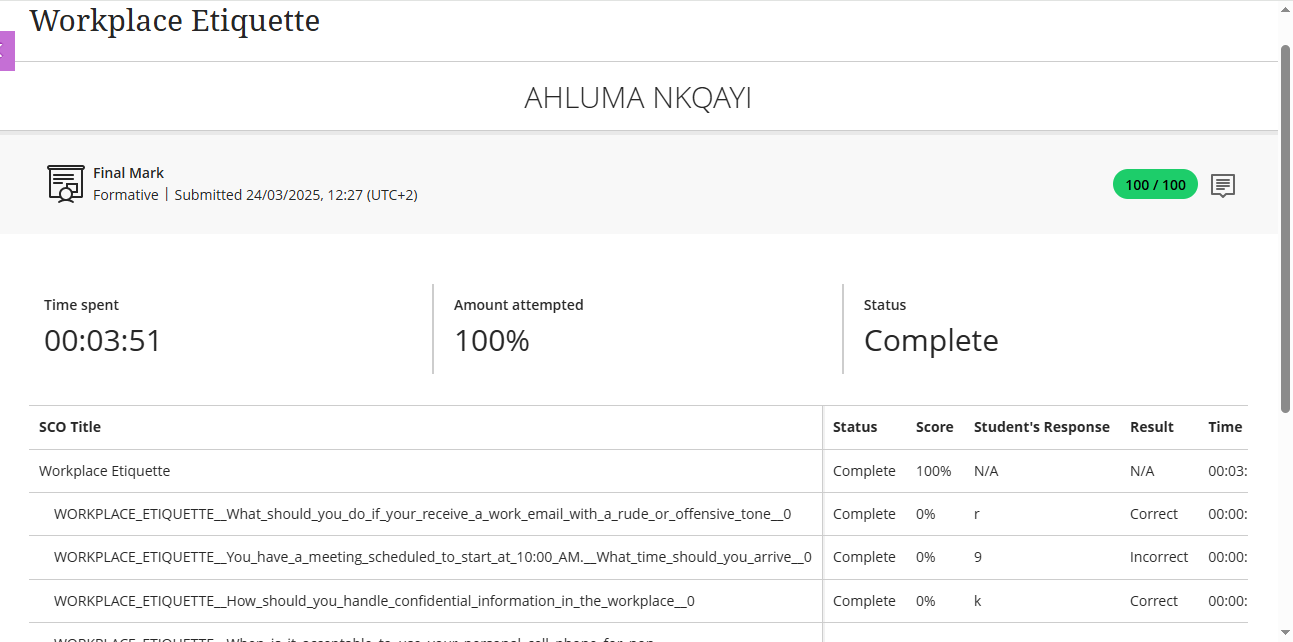 Workplace Etiquette
AHLUMA NKQAYI
Final Mark
Formative | Submitted 24/03/2025, 12:27 (UTC+2)
100 / 100
Time spent
00:03:51
Amount attempted
100%
Status
Complete
SCO Title Status Score Student's Response Result Time
Workplace Etiquette Complete 100% N/A N/A 00:03:
WORKPLACE_ETIQUETTE__What_should_you_do_if_your_receive_a_work_email_with_a_rude_or_offensive_tone__0 Complete 0% r Correct 00:00:
WORKPLACE_ETIQUETTE__You_have_a_meeting_scheduled_to_start_at_10:00_AM.__What_time_should_you_arrive__0 Complete 0% 9 Incorrect 00:00:
WORKPLACE_ETIQUETTE__How_should_you_handle_confidential_information_in_the_workplace__0 Complete 0% k Correct 00:00: